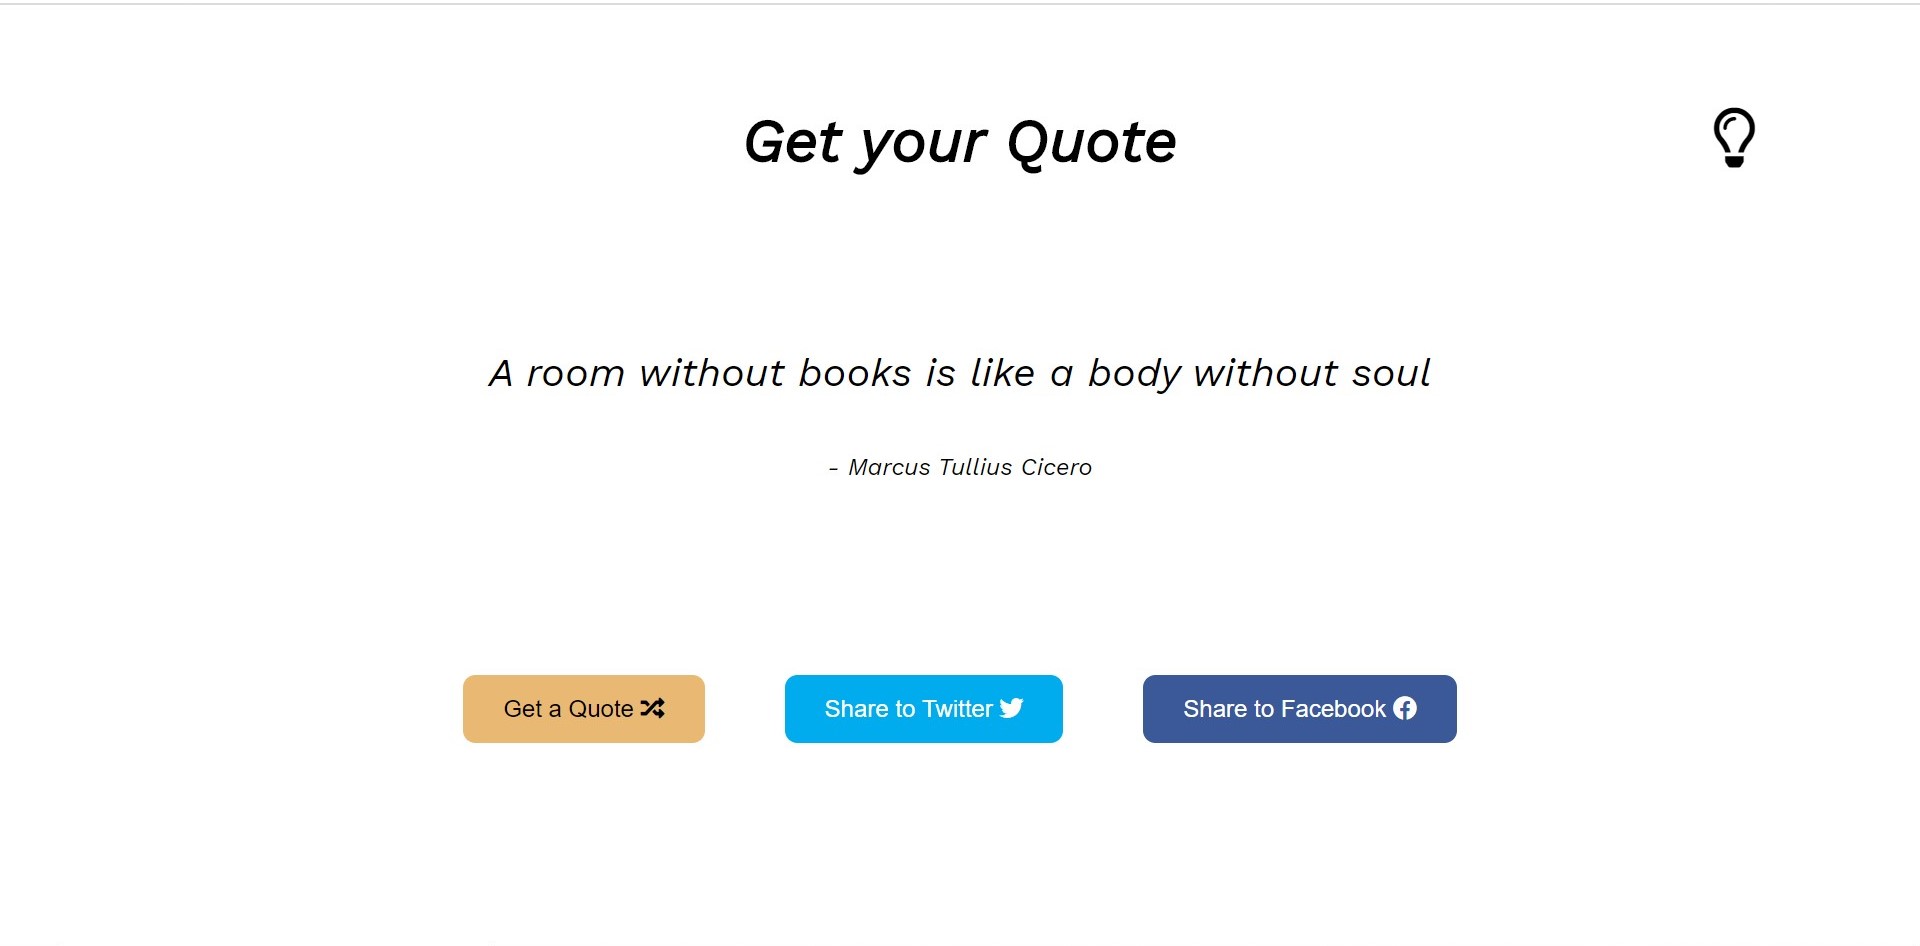 Get your Quote
A room without books is like a body without soul
- Marcus Tullius Cicero
Get a Quote
Share to Twitter
Share to Facebook